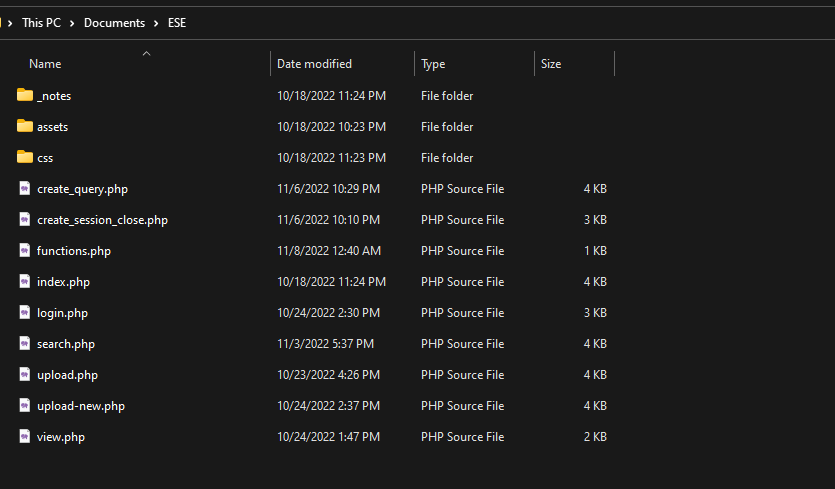 This PC > Documents > ESE
Name Date modified Type Size
_notes 10/18/2022 11:24 PM File folder
assets 10/18/2022 10:23 PM File folder
css 10/18/2022 11:23 PM File folder
create_query.php 11/6/2022 10:29 PM PHP Source File 4 KB
create_session_close.php 11/6/2022 10:10 PM PHP Source File 3 KB
functions.php 11/8/2022 12:40 AM PHP Source File 1 KB
index.php 10/18/2022 11:24 PM PHP Source File 4 KB
login.php 10/24/2022 2:30 PM PHP Source File 3 KB
search.php 11/3/2022 5:37 PM PHP Source File 4 KB
upload.php 10/23/2022 4:26 PM PHP Source File 4 KB
upload-new.php 10/24/2022 2:37 PM PHP Source File 4 KB
view.php 10/24/2022 1:47 PM PHP Source File 2 KB